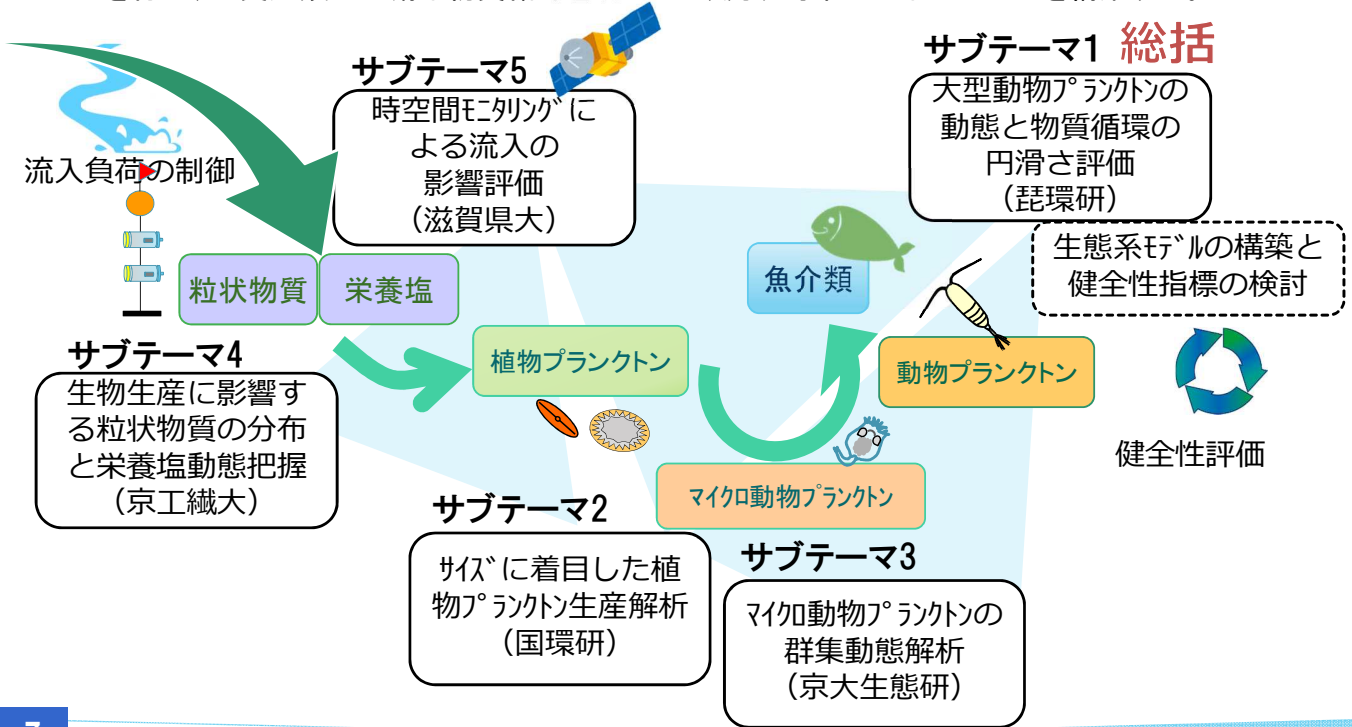 サブテーマ5
時空間ﾓﾆﾀﾘﾝｸﾞに
よる流入の
影響評価
（滋賀県大）
サブテーマ1 総括
大型動物ﾌﾟﾗﾝｸﾄﾝの
動態と物質循環の
円滑さ評価
（琵環研）
生態系ﾓﾃﾞﾙの構築と
健全性指標の検討
流入負荷の制御
粒状物質
栄養塩
魚介類
植物プランクトン
動物プランクトン
マイクロ動物ﾌﾟﾗﾝｸﾄﾝ
健全性評価
サブテーマ4
生物生産に影響す
る粒状物質の分布
と栄養塩動態把握
（京工繊大）
サブテーマ2
ｻｲｽﾞに着目した植
物ﾌﾟﾗﾝｸﾄﾝ生産解析
（国環研）
サブテーマ3
ﾏｲｸﾛ動物ﾌﾟﾗﾝｸﾄﾝの
群集動態解析
（京大生態研）